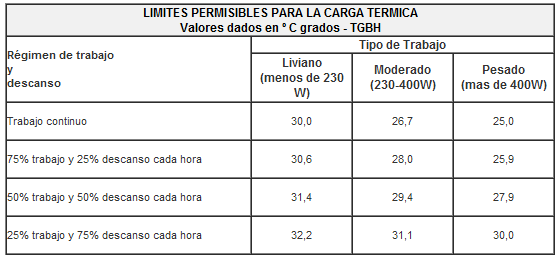 LIMITES PERMISIBLES PARA LA CARGA TERMICA
Valores dados en º C grados - TGBH
Régimen de trabajo
y
descanso
Tipo de Trabajo
Liviano
(menos de 230
W)
Moderado
(230-400W)
Pesado
(mas de 400W)
Trabajo continuo 30,0 26,7 25,0
75% trabajo y 25% descanso cada hora 30,6 28,0 25,9
50% trabajo y 50% descanso cada hora 31,4 29,4 27,9
25% trabajo y 75% descanso cada hora 32,2 31,1 30,0